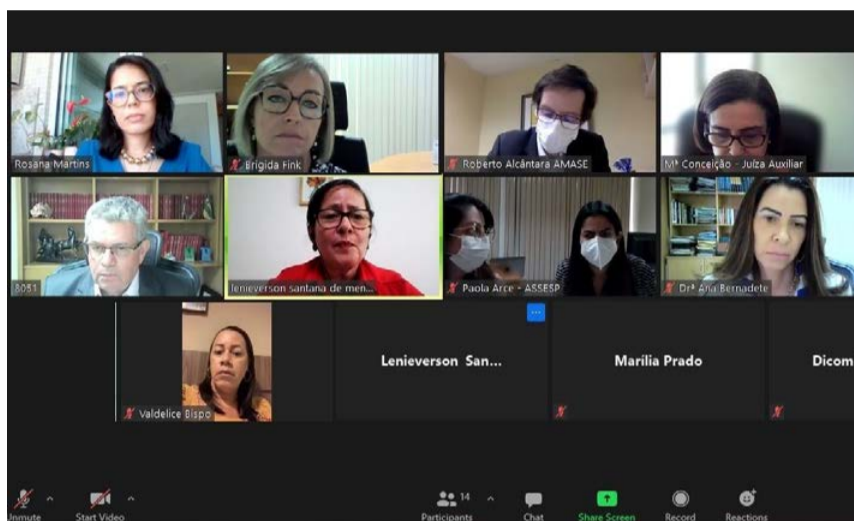 Rosana Martins
Brigida Fink
Roberto Alcântara AMASE
Mª Conceição - Juíza Auxiliar
8051
lenieverson santana de men...
Paola Arce - ASSESP
Drª Ana Bernadete
Valdelice Bispo
Lenieverson San...
Marília Prado
Dicom
Unmute
Start Video
14
Participants
Chat
Share Screen
Record
Reactions